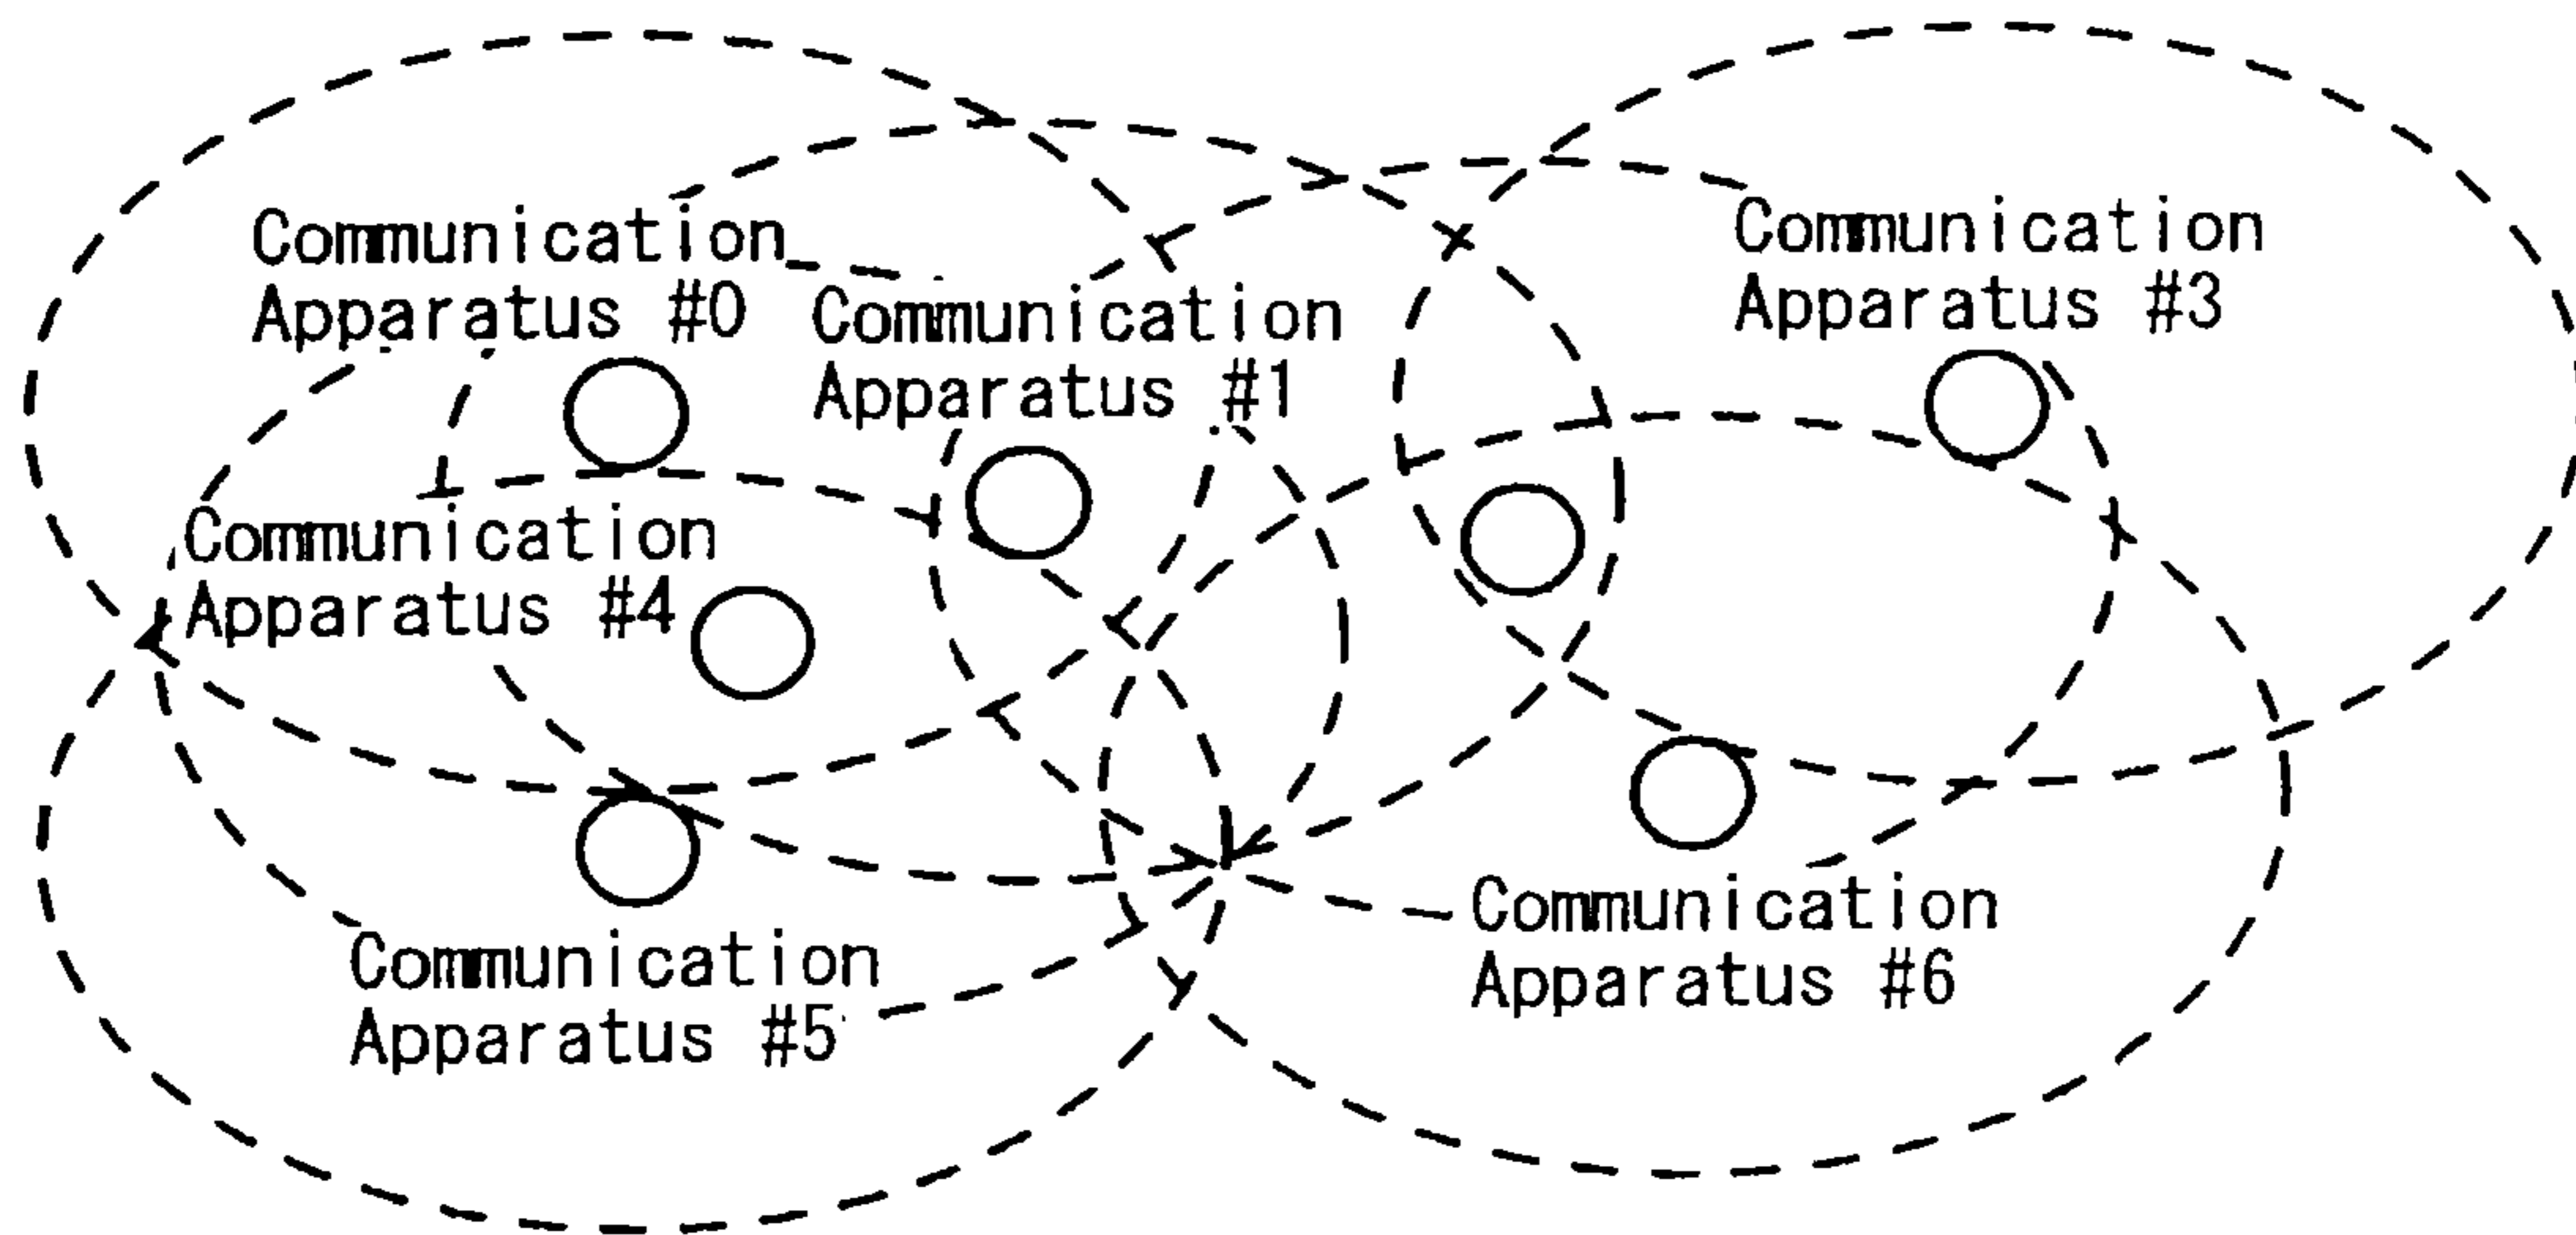 Communication
Apparatus #0
Communication
Apparatus #1
Communication
Apparatus #3
Communication
Apparatus #4
Communication
Apparatus #5
Communication
Apparatus #6